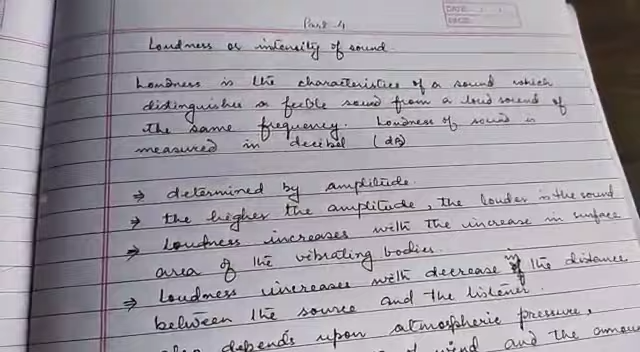 Part 4
DATE
PAGE
Loudness or intensity of sound.
Loudness is the characteristics of a sound which
distinguishes a feeble sound from a loud sound of
the same frequency. Loudness of sound is
measured in decibel (dB)
⇒ determined by amplitude.
⇒ the higher the amplitude, the louder is the sound
⇒ Loudness increases with the increase in surface
area of the vibrating bodies.
⇒ Loudness increases with decrease in the distance
between the source and the listener.
depends upon atmospheric pressure,
of wind and the